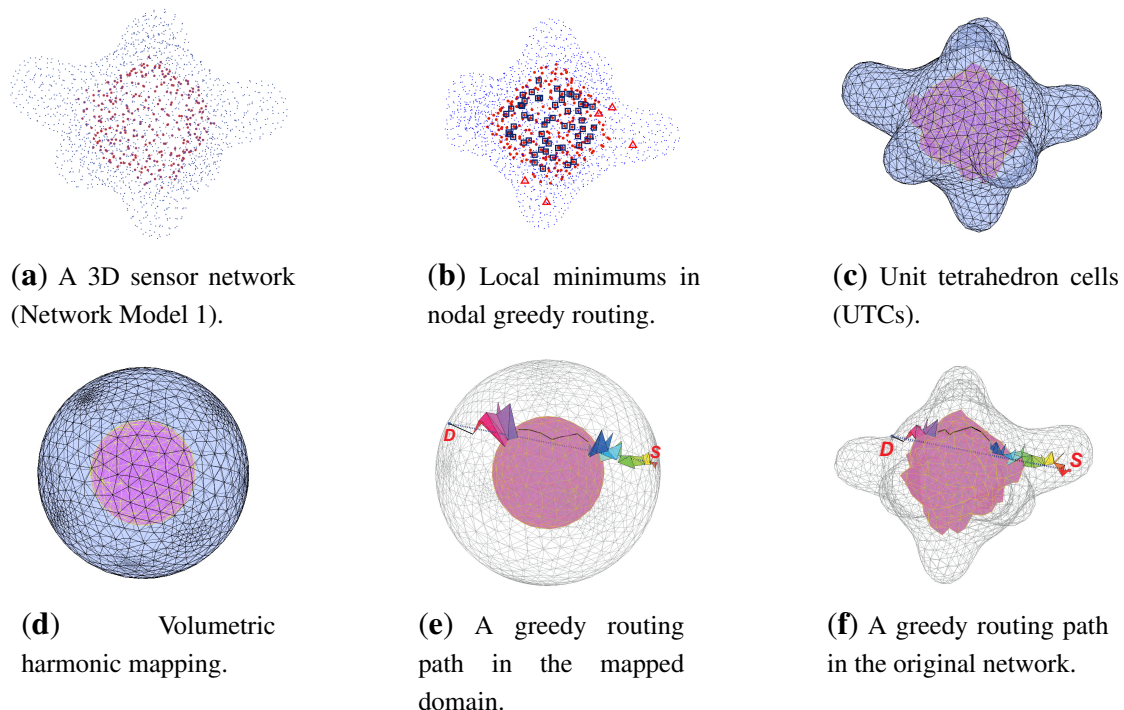 (a) A 3D sensor network
(Network Model 1).
(b) Local minimums in
nodal greedy routing.
(c) Unit tetrahedron cells
(UTCs).
D
S
D
S
(d) Volumetric
harmonic mapping.
(e) A greedy routing
path in the mapped
domain.
(f) A greedy routing path
in the original network.